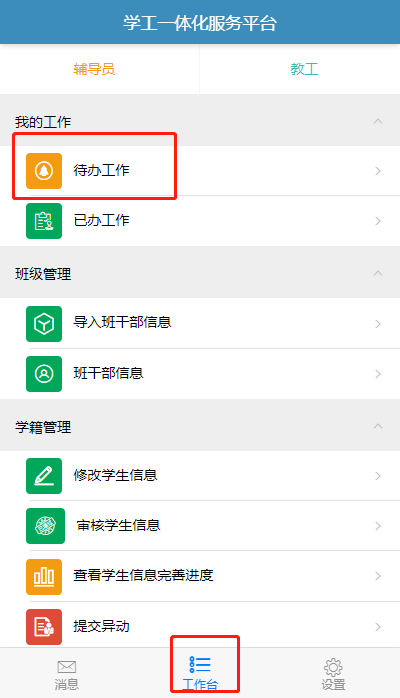 学工一体化服务平台
辅导员 教工
我的工作
待办工作
已办工作
班级管理
导入班干部信息
班干部信息
学籍管理
修改学生信息
审核学生信息
查看学生信息完善进度
提交异动
消息 工作台 设置